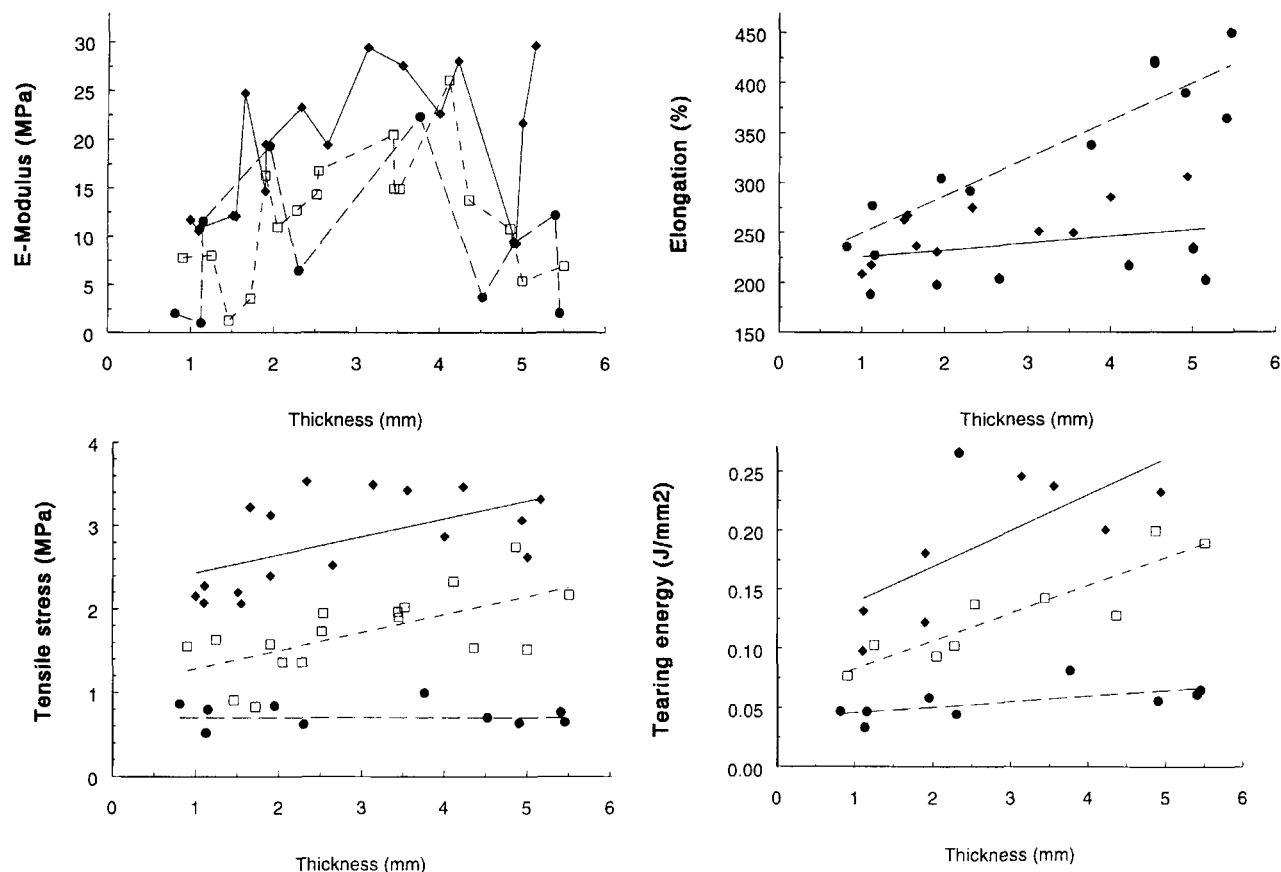 E-Modulus (MPa)
30
25
20
15
10
5
0
0 1 2 3 4 5 6
Thickness (mm)
Elongation (%)
450
400
350
300
250
200
150
0 1 2 3 4 5 6
Thickness (mm)
Tensile stress (MPa)
4
3
2
1
0
0 1 2 3 4 5 6
Thickness (mm)
Tearing energy (J/mm2)
0.25
0.20
0.15
0.10
0.05
0.00
0 1 2 3 4 5 6
Thickness (mm)